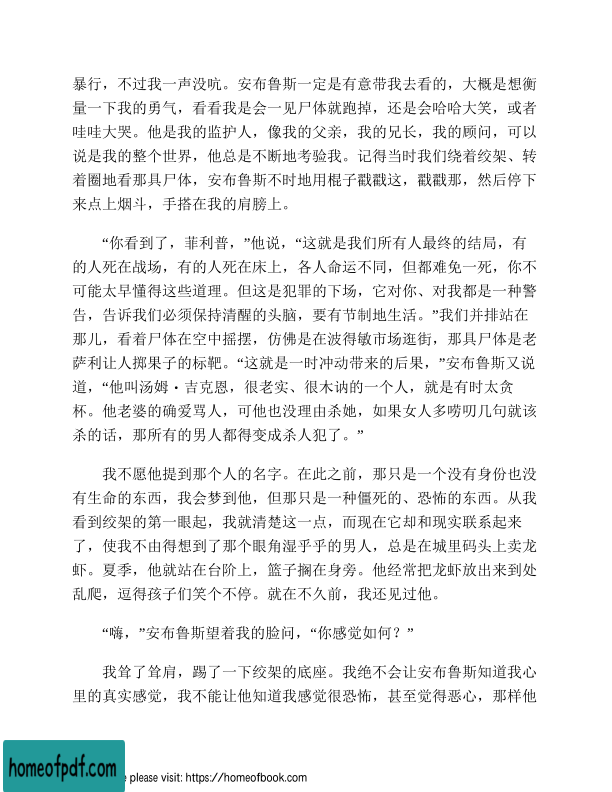 暴行，不过我一声没吭。安布鲁斯一定是有意带我去看的，大概是想衡
量一下我的勇气，看看我是会一见尸体就跑掉，还是会哈哈大笑，或者
哇哇大哭。他是我的监护人，像我的父亲，我的兄长，我的顾问，可以
说是我的整个世界，他总是不断地考验我。记得当时我们绕着绞架、转
着圈地看那具尸体，安布鲁斯不时地用棍子戳戳这，戳戳那，然后停下
来点上烟斗，手搭在我的肩膀上。
“你看到了，菲利普，”他说，“这就是我们所有人最终的结局，有
的人死在战场，有的人死在床上，各人命运不同，但都难免一死，你不
可能太早懂得这些道理。但这是犯罪的下场，它对你、对我都是一种警
告，告诉我们必须保持清醒的头脑，要有节制地生活。”我们并排站在
那儿，看着尸体在空中摇摆，仿佛是在波得敏市场逛街，那具尸体是老
萨利让人掷果子的标靶。“这就是一时冲动带来的后果，”安布鲁斯又说
道，“他叫汤姆·吉克恩，很老实、很木讷的一个人，就是有时太贪
杯。他老婆的确爱骂人，可他也没理由杀她，如果女人多唠叨几句就该
杀的话，那所有的男人都得变成杀人犯了。”
我不愿他提到那个人的名字。在此之前，那只是一个没有身份也没
有生命的东西，我会梦到他，但那只是一种僵死的、恐怖的东西。从我
看到绞架的第一眼起，我就清楚这一点，而现在它却和现实联系起来
了，使我不由得想到了那个眼角湿乎乎的男人，总是在城里码头上卖龙
虾。夏季，他就站在台阶上，篮子搁在身旁。他经常把龙虾放出来到处
乱爬，逗得孩子们笑个不停。就在不久前，我还见过他。
“嗨，”安布鲁斯望着我的脸问，“你感觉如何？”
我耸了耸肩，踢了一下绞架的底座。我绝不会让安布鲁斯知道我心
里的真实感觉，我不能让他知道我感觉很恐怖，甚至觉得恶心，那样他
homeofpdf.com
e please visit: https://homeofbook.com